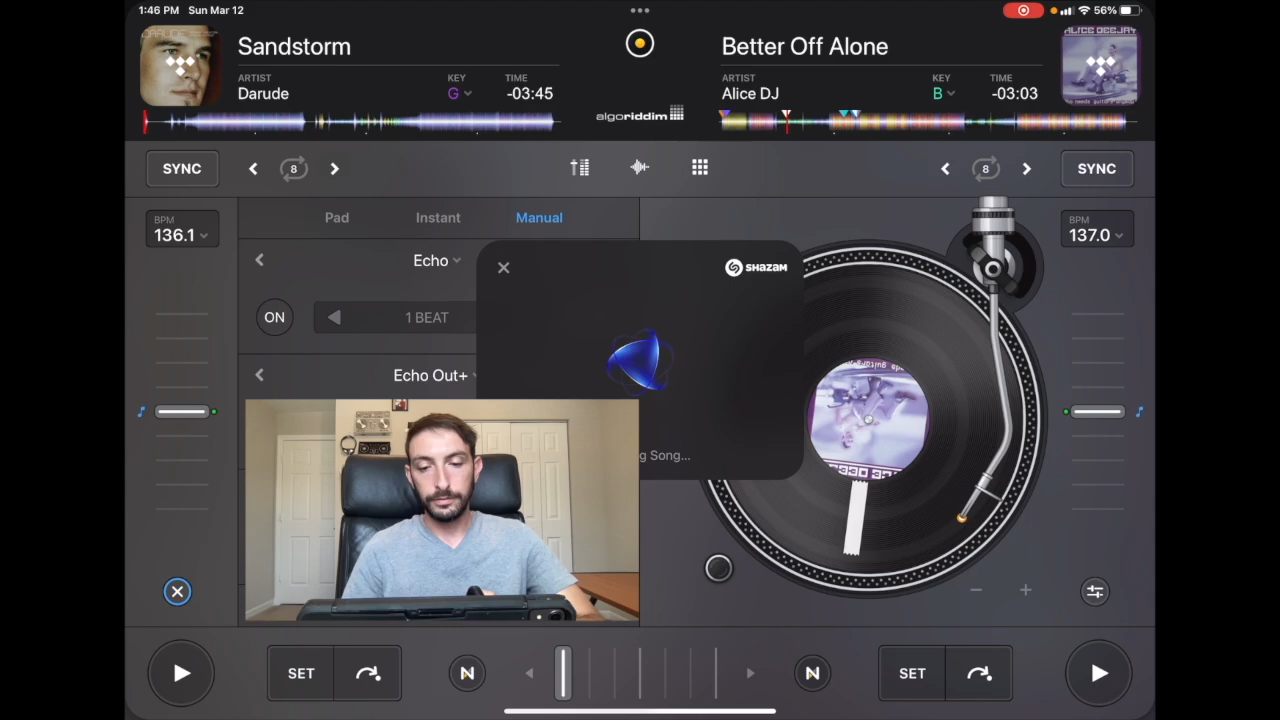 1:46 PM Sun Mar 12
56%
Sandstorm
ARTIST
Darude
KEY
G
TIME
-03:45
algoriddim
Better Off Alone
ARTIST
Alice DJ
KEY
B
TIME
-03:03
ALICE DEEJAY
SYNC
8
8
SYNC
BPM
136.1
Pad
Instant
Manual
BPM
137.0
Echo
SHAZAM
ON
1 BEAT
Echo Out+
g Song...
SET
N
N
SET